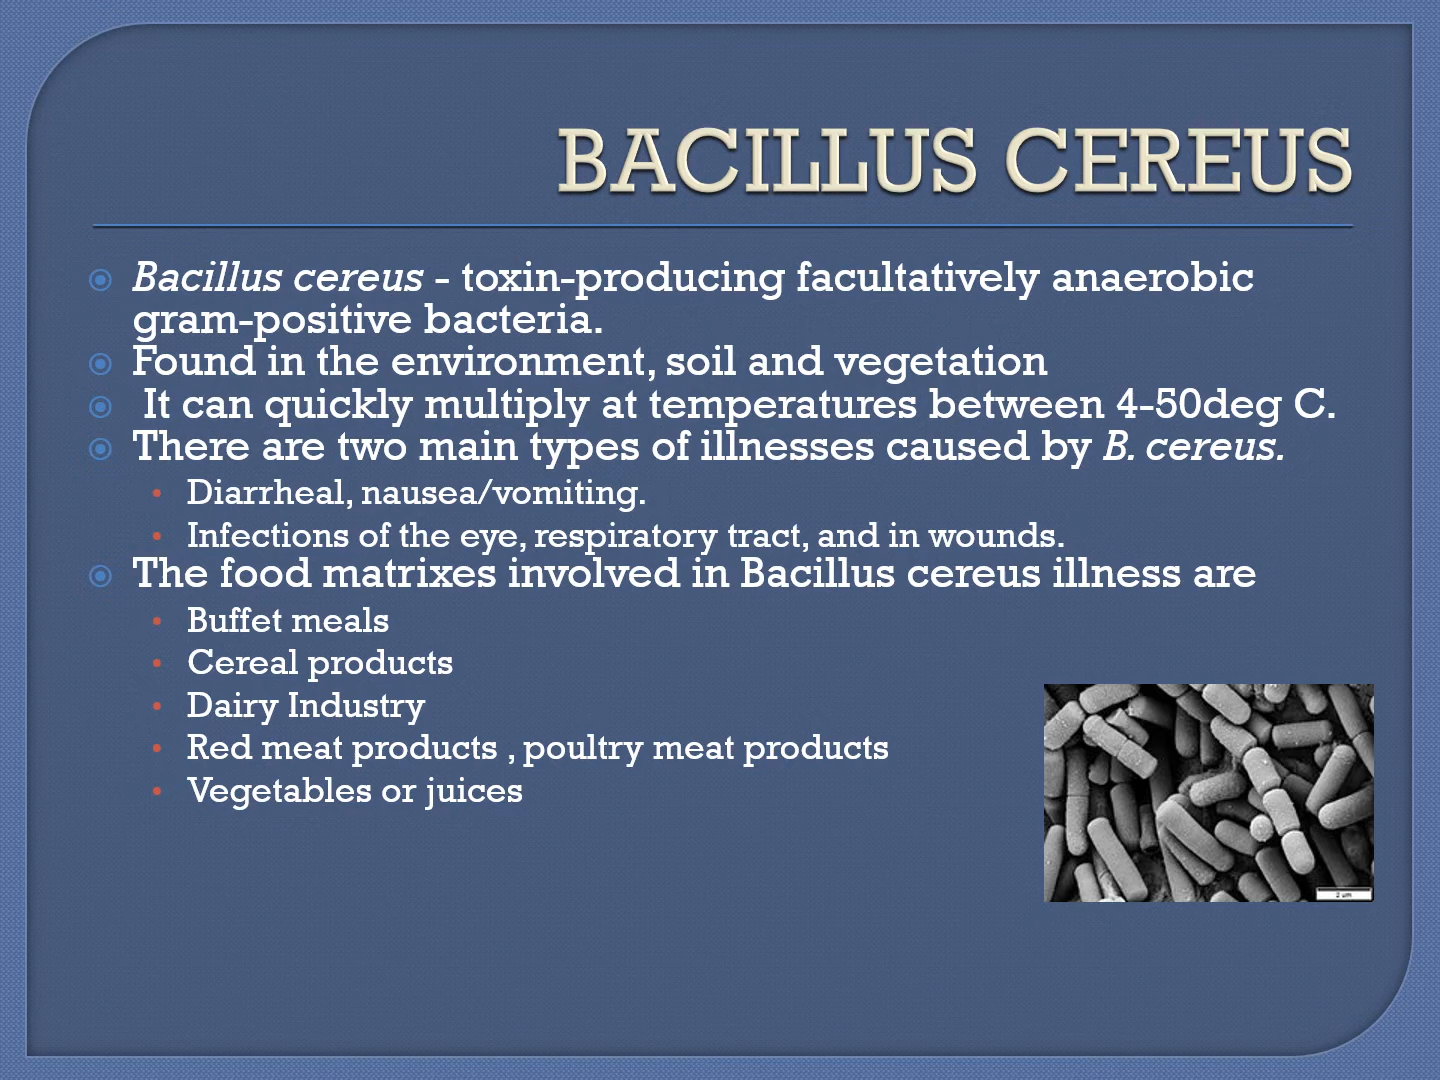 BACILLUS CEREUS
Bacillus cereus - toxin-producing facultatively anaerobic
gram-positive bacteria.
Found in the environment, soil and vegetation
It can quickly multiply at temperatures between 4-50deg C.
There are two main types of illnesses caused by B. cereus.
Diarrheal, nausea/vomiting.
Infections of the eye, respiratory tract, and in wounds.
The food matrixes involved in Bacillus cereus illness are
Buffet meals
Cereal products
Dairy Industry
Red meat products , poultry meat products
Vegetables or juices
2 um